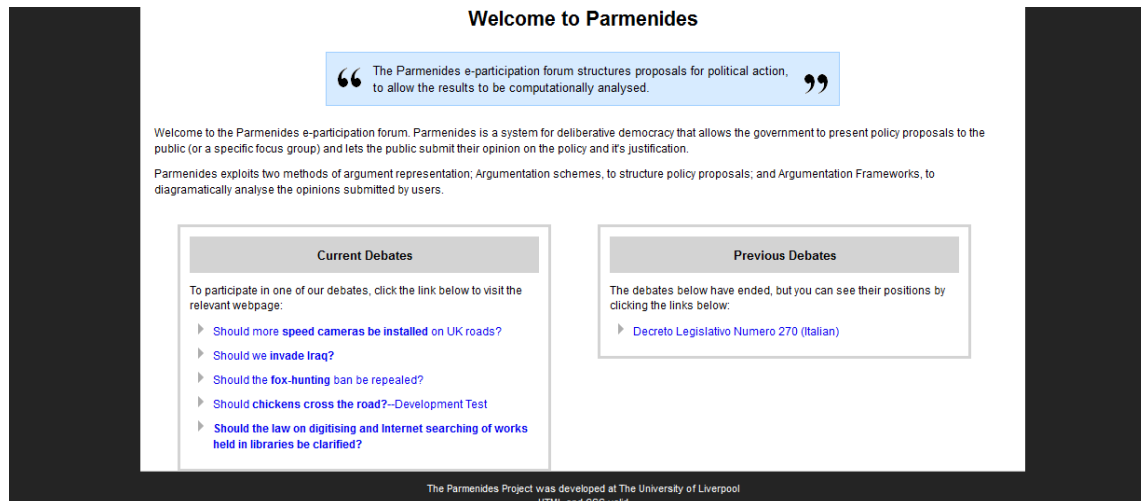 Welcome to Parmenides
The Parmenides e-participation forum structures proposals for political action,
to allow the results to be computationally analysed.
Welcome to the Parmenides e-participation forum. Parmenides is a system for deliberative democracy that allows the government to present policy proposals to the
public (or a specific focus group) and lets the public submit their opinion on the policy and it's justification.
Parmenides exploits two methods of argument representation; Argumentation schemes, to structure policy proposals; and Argumentation Frameworks, to
diagramatically analyse the opinions submitted by users.
Current Debates
To participate in one of our debates, click the link below to visit the
relevant webpage:
Should more speed cameras be installed on UK roads?
Should we invade Iraq?
Should the fox-hunting ban be repealed?
Should chickens cross the road?--Development Test
Should the law on digitising and Internet searching of works
held in libraries be clarified?
Previous Debates
The debates below have ended, but you can see their positions by
clicking the links below:
Decreto Legislativo Numero 270 (Italian)
The Parmenides Project was developed at The University of Liverpool